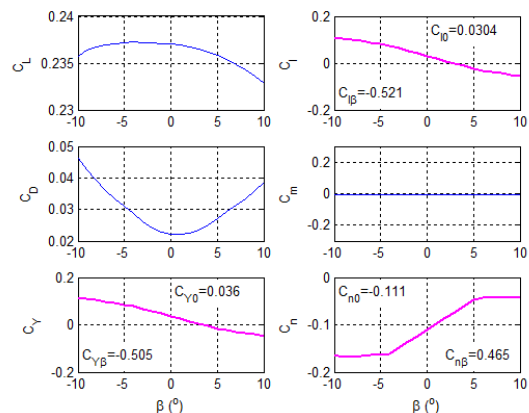 0.24
0.235
0.23
C_L
-10 -5 0 5 10
0.2
0
-0.2
C_l
C_l0=0.0304
C_lβ=-0.521
-10 -5 0 5 10
0.05
0.04
0.03
0.02
C_D
-10 -5 0 5 10
0.2
0
-0.2
C_m
-10 -5 0 5 10
0.2
0
-0.2
C_Y
C_Y0=0.036
C_Yβ=-0.505
-10 -5 0 5 10
β (º)
0
-0.1
-0.2
C_n
C_n0=-0.111
C_nβ=0.465
-10 -5 0 5 10
β (º)